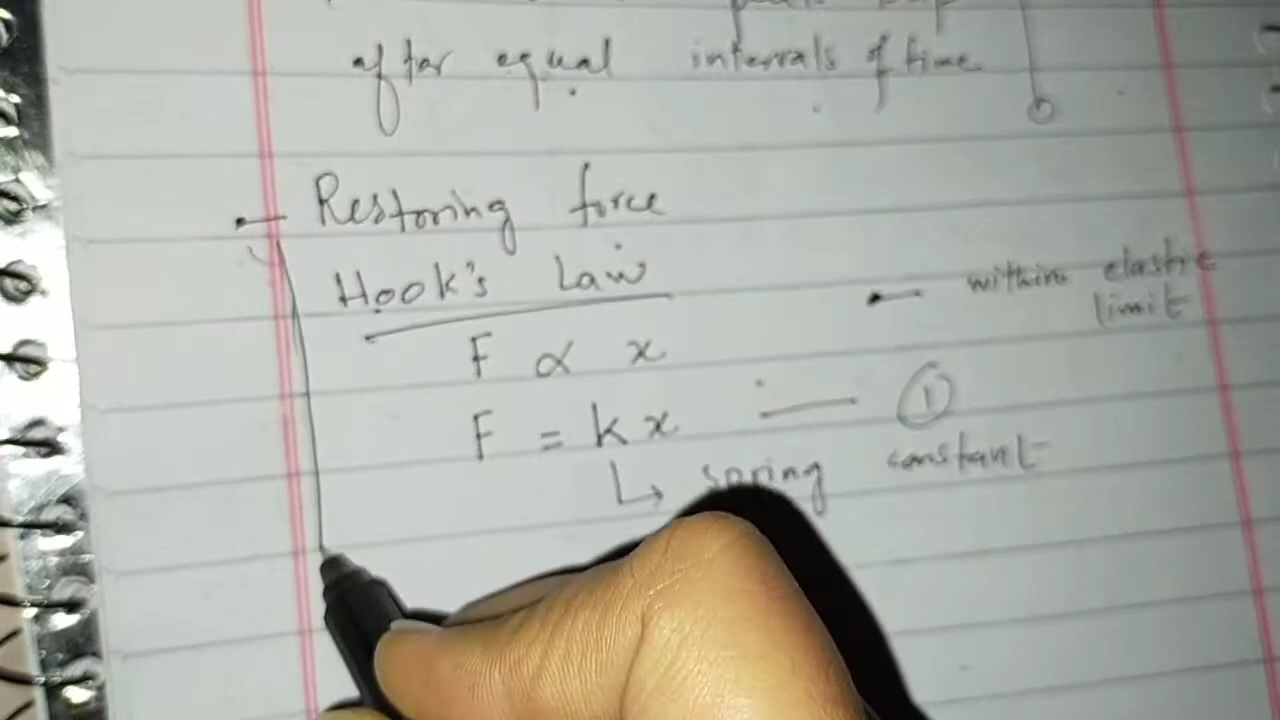 after equal intervals of time
Restoring force
Hook's Law
within elastic
limit
F ∝ x
F = kx — ①
↳ spring constant